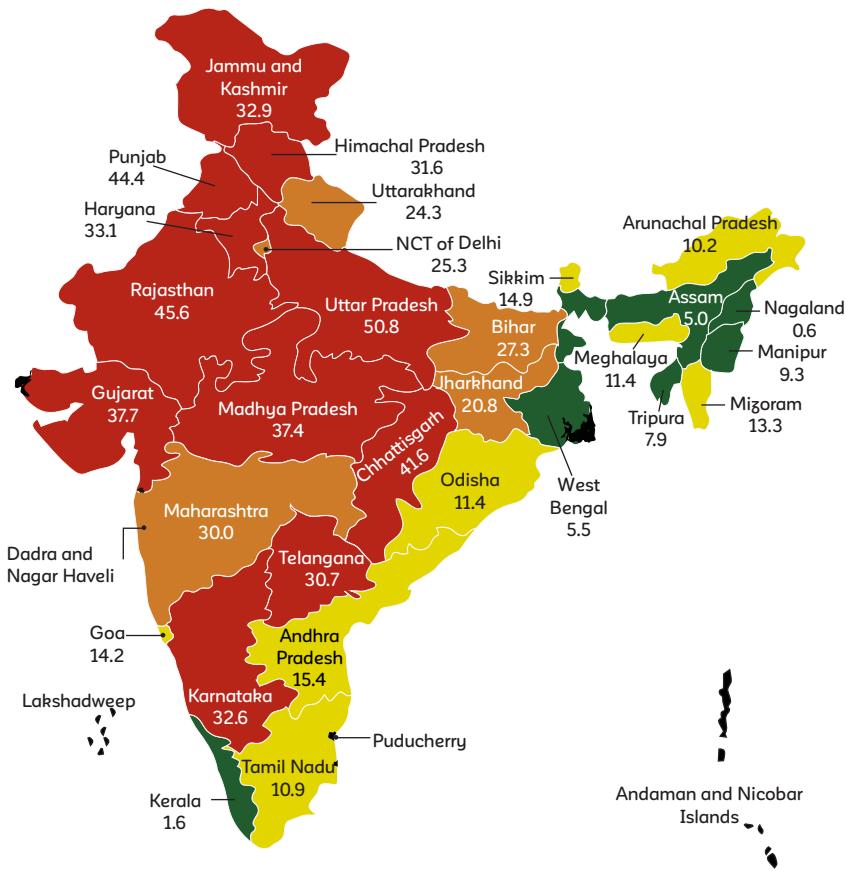 Jammu and
Kashmir
32.9
Himachal Pradesh
31.6
Punjab
44.4
Uttarakhand
24.3
Haryana
33.1
NCT of Delhi
25.3
Arunachal Pradesh
10.2
Sikkim
14.9
Rajasthan
45.6
Uttar Pradesh
50.8
Assam
5.0
Nagaland
0.6
Bihar
27.3
Meghalaya
11.4
Manipur
9.3
Gujarat
37.7
Jharkhand
20.8
Madhya Pradesh
37.4
Tripura
7.9
Mizoram
13.3
Chhattisgarh
41.6
Odisha
11.4
West
Bengal
5.5
Maharashtra
30.0
Dadra and
Nagar Haveli
Telangana
30.7
Goa
14.2
Andhra
Pradesh
15.4
Karnataka
32.6
Lakshadweep
Puducherry
Tamil Nadu
10.9
Kerala
1.6
Andaman and Nicobar
Islands